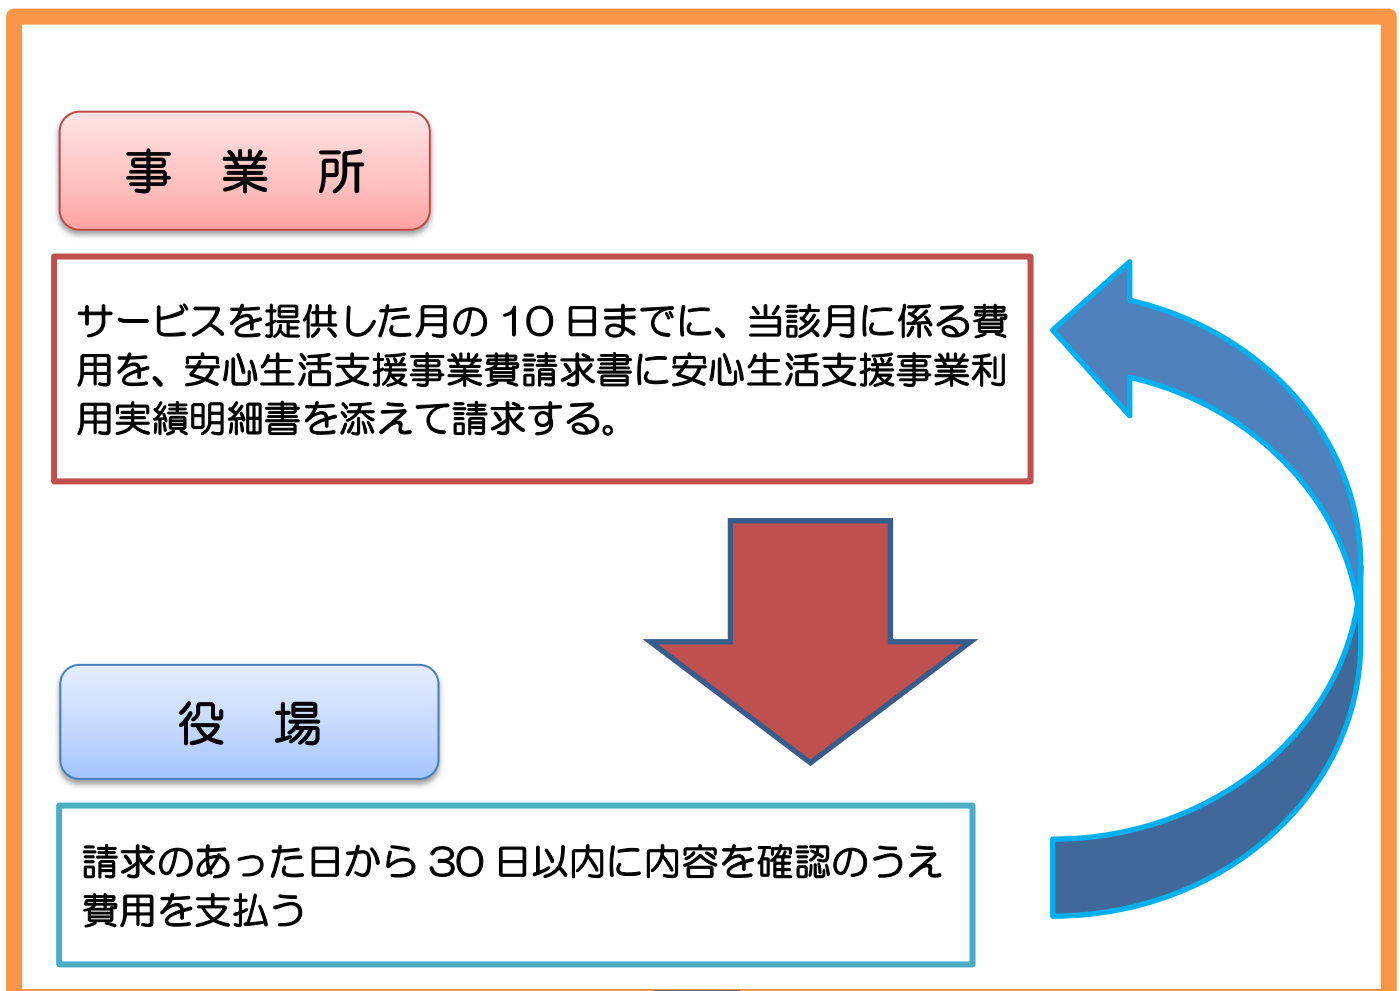 事　業　所
サービスを提供した月の 10 日までに、当該月に係る費
用を、安心生活支援事業費請求書に安心生活支援事業利
用実績明細書を添えて請求する。
役　場
請求のあった日から 30 日以内に内容を確認のうえ
費用を支払う